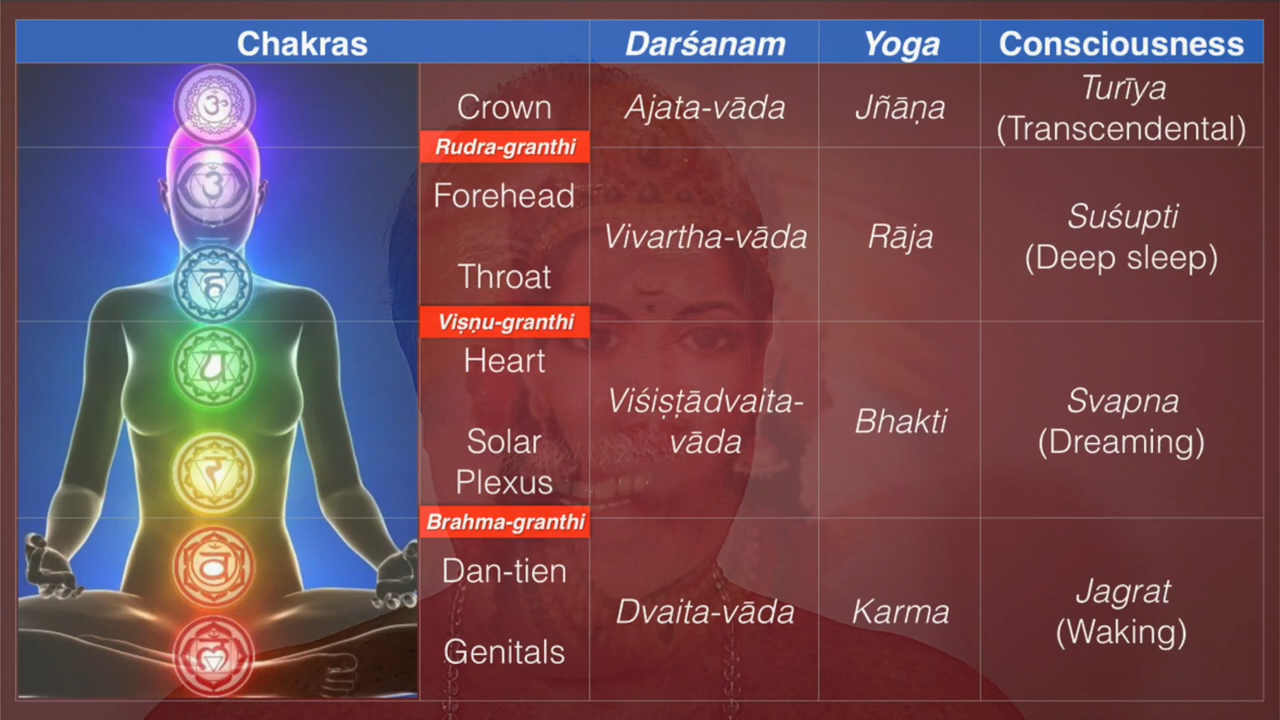 Chakras
Darśanam
Yoga
Consciousness
ॐ
Crown
Ajata-vāda
Jñāṇa
Turīya
(Transcendental)
Rudra-granthi
Forehead
Throat
Vivartha-vāda
Rāja
Suśupti
(Deep sleep)
हं
Viṣṇu-granthi
Heart
Solar
Plexus
Viśiṣṭādvaita-
vāda
Bhakti
Svapna
(Dreaming)
यं
रं
Brahma-granthi
Dan-tien
Genitals
Dvaita-vāda
Karma
Jagrat
(Waking)
वं